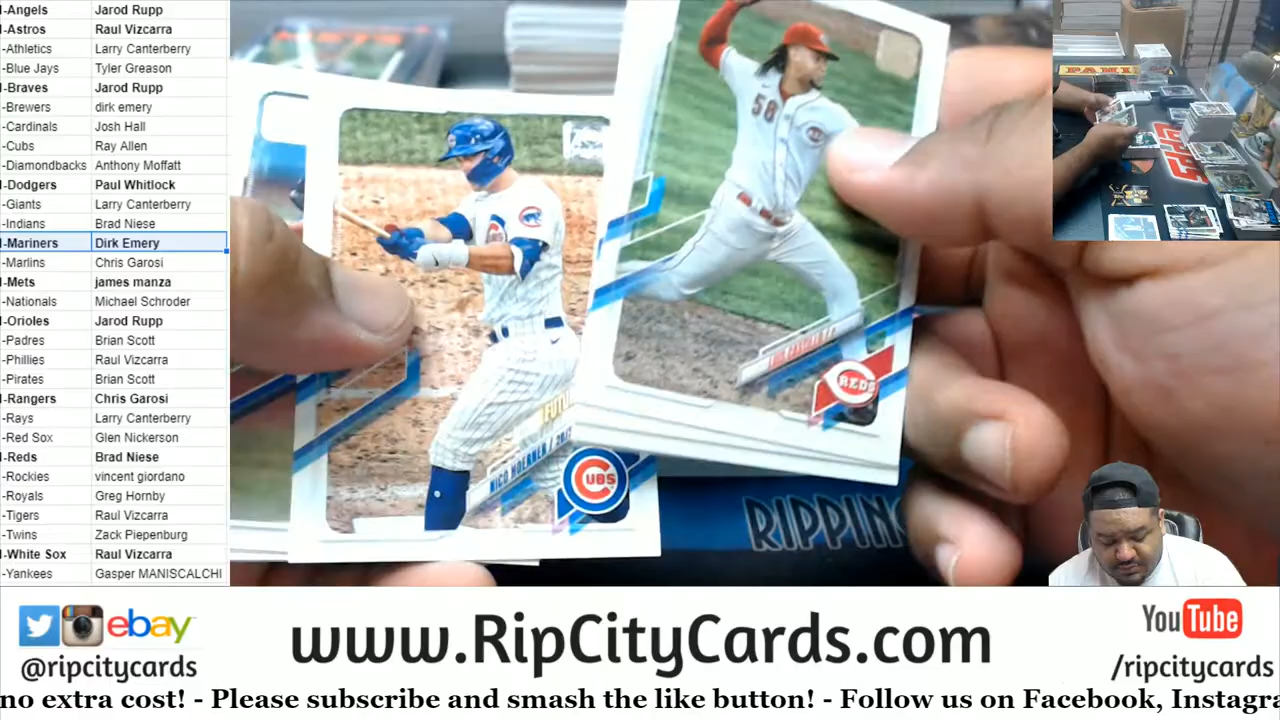 -Angels Jarod Rupp
-Astros Raul Vizcarra
-Athletics Larry Canterberry
-Blue Jays Tyler Greason
-Braves Jarod Rupp
-Brewers dirk emery
-Cardinals Josh Hall
-Cubs Ray Allen
-Diamondbacks Anthony Moffatt
-Dodgers Paul Whitlock
-Giants Larry Canterberry
-Indians Brad Niese
-Mariners Dirk Emery
-Marlins Chris Garosi
-Mets james manza
-Nationals Michael Schroder
-Orioles Jarod Rupp
-Padres Brian Scott
-Phillies Raul Vizcarra
-Pirates Brian Scott
-Rangers Chris Garosi
-Rays Larry Canterberry
-Red Sox Glen Nickerson
-Reds Brad Niese
-Rockies vincent giordano
-Royals Greg Hornby
-Tigers Raul Vizcarra
-Twins Zack Piepenburg
-White Sox Raul Vizcarra
-Yankees Gasper MANISCALCHI
58
REDS
NICO HOERNER
CUBS
RIPPIN
ebay
@ripcitycards
www.RipCityCards.com
YouTube
/ripcitycards
no extra cost! - Please subscribe and smash the like button! - Follow us on Facebook, Instagra